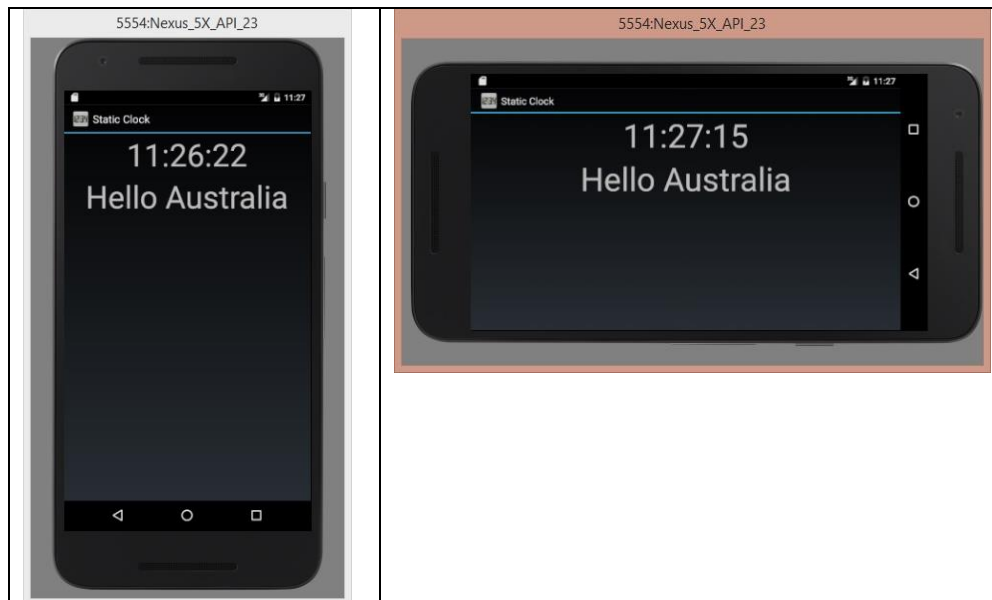 5554:Nexus_5X_API_23
11:27
Static Clock
11:26:22
Hello Australia
5554:Nexus_5X_API_23
11:27
Static Clock
11:27:15
Hello Australia